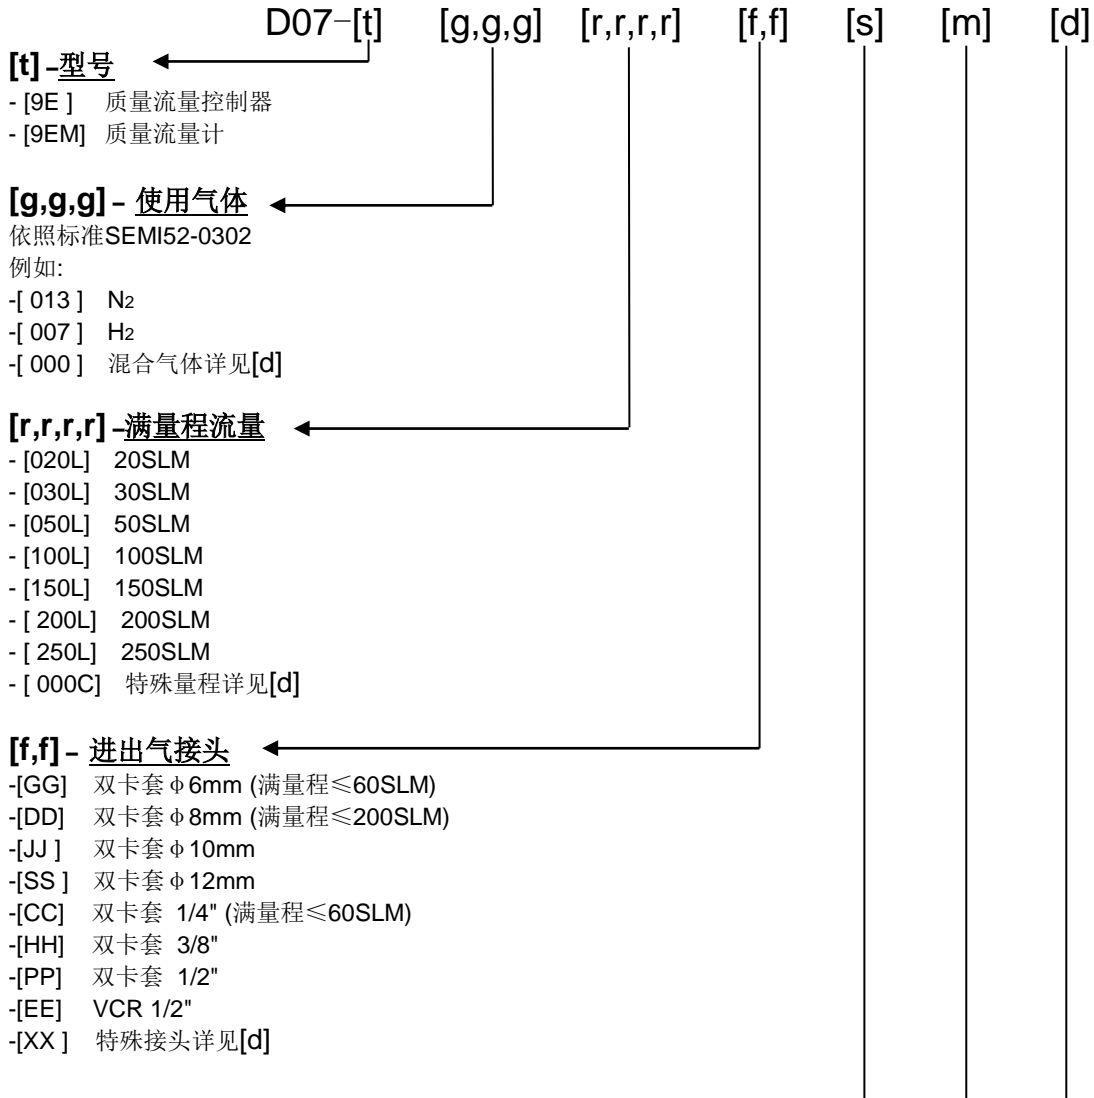 D07-[t] [g,g,g] [r,r,r,r] [f,f] [s] [m] [d]
[t] –型号
- [9E ] 质量流量控制器
- [9EM] 质量流量计
[g,g,g] – 使用气体
依照标准SEMI52-0302
例如:
-[ 013 ] N2
-[ 007 ] H2
-[ 000 ] 混合气体详见[d]
[r,r,r,r] –满量程流量
- [020L] 20SLM
- [030L] 30SLM
- [050L] 50SLM
- [100L] 100SLM
- [150L] 150SLM
- [ 200L] 200SLM
- [ 250L] 250SLM
- [ 000C] 特殊量程详见[d]
[f,f] – 进出气接头
-[GG] 双卡套φ6mm (满量程≤60SLM)
-[DD] 双卡套φ8mm (满量程≤200SLM)
-[JJ ] 双卡套φ10mm
-[SS ] 双卡套φ12mm
-[CC] 双卡套 1/4" (满量程≤60SLM)
-[HH] 双卡套 3/8"
-[PP] 双卡套 1/2"
-[EE] VCR 1/2"
-[XX ] 特殊接头详见[d]